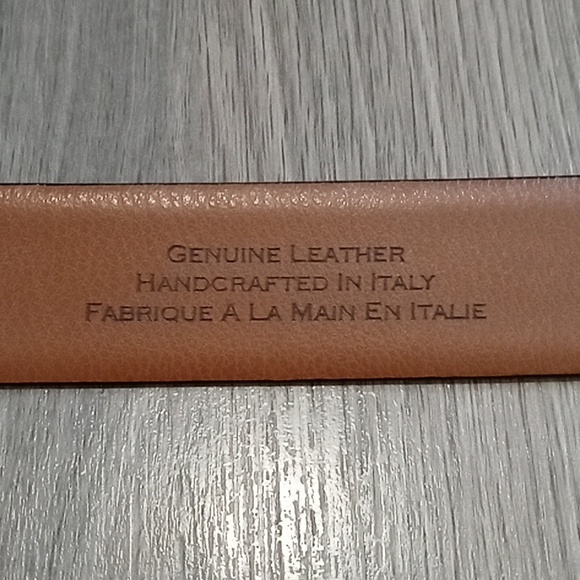 Genuine Leather
Handcrafted In Italy
Fabrique A La Main En Italie